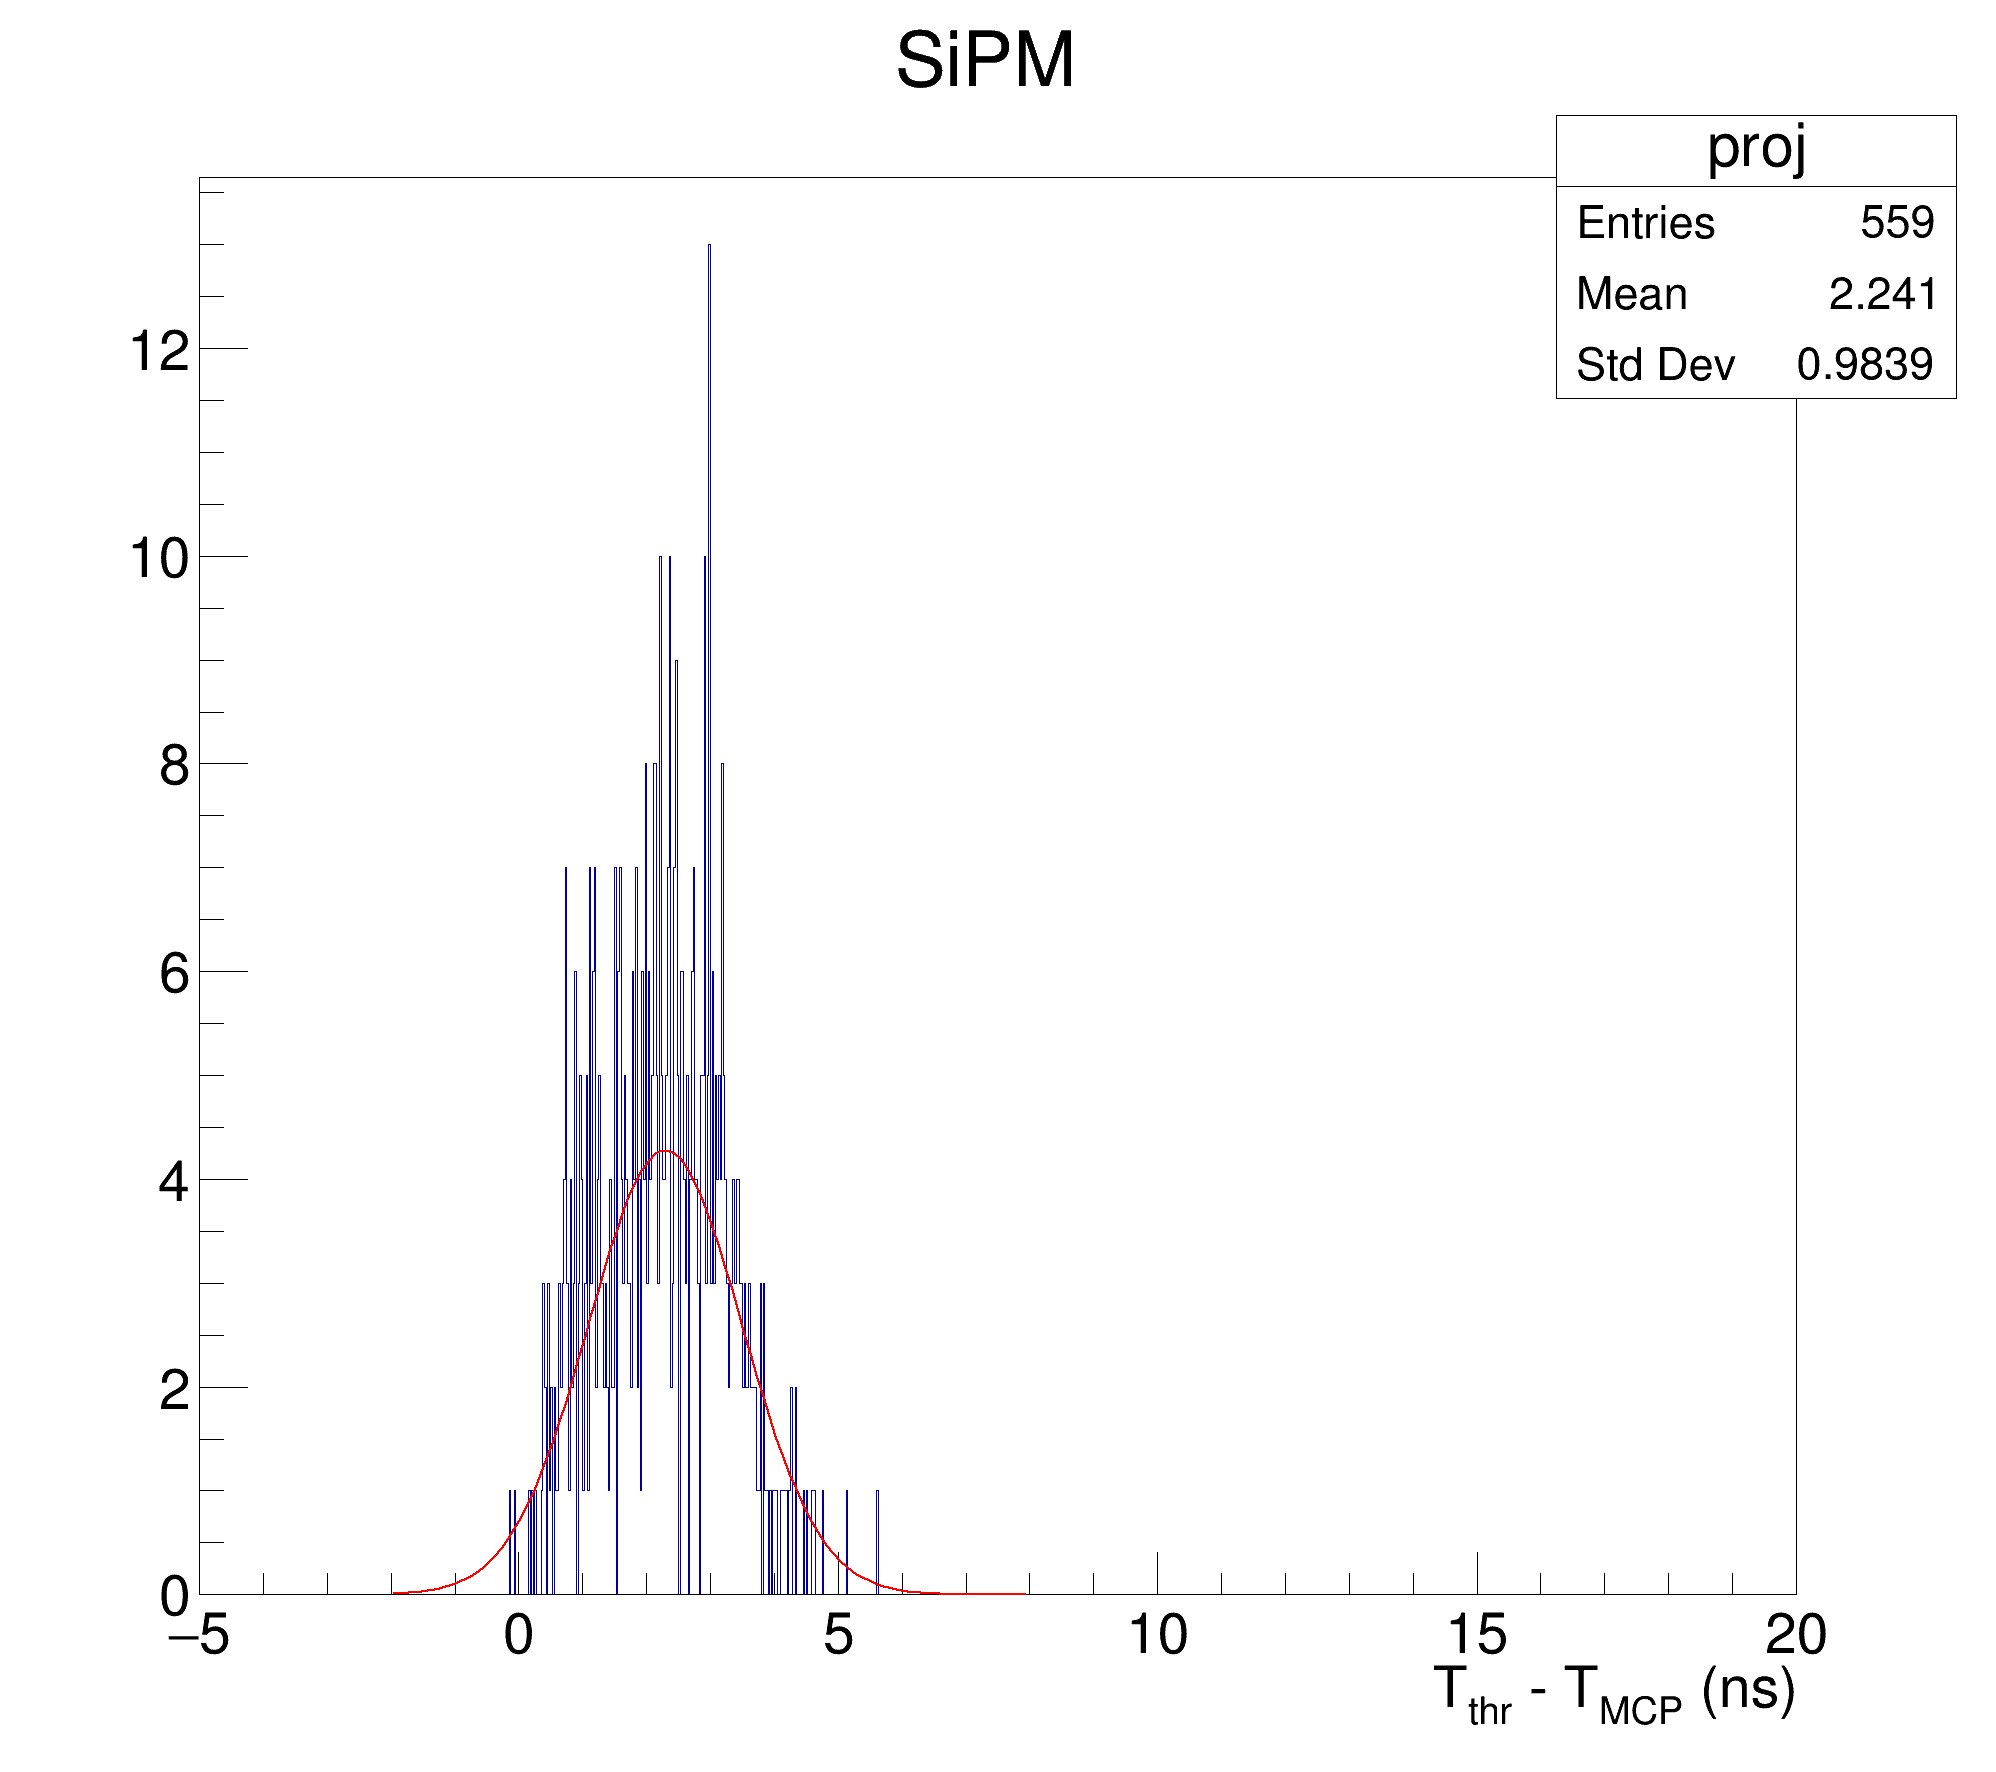 SiPM
proj
Entries 559
Mean 2.241
Std Dev 0.9839
12
10
8
6
4
2
0
−5 0 5 10 15 20
T_thr - T_MCP (ns)